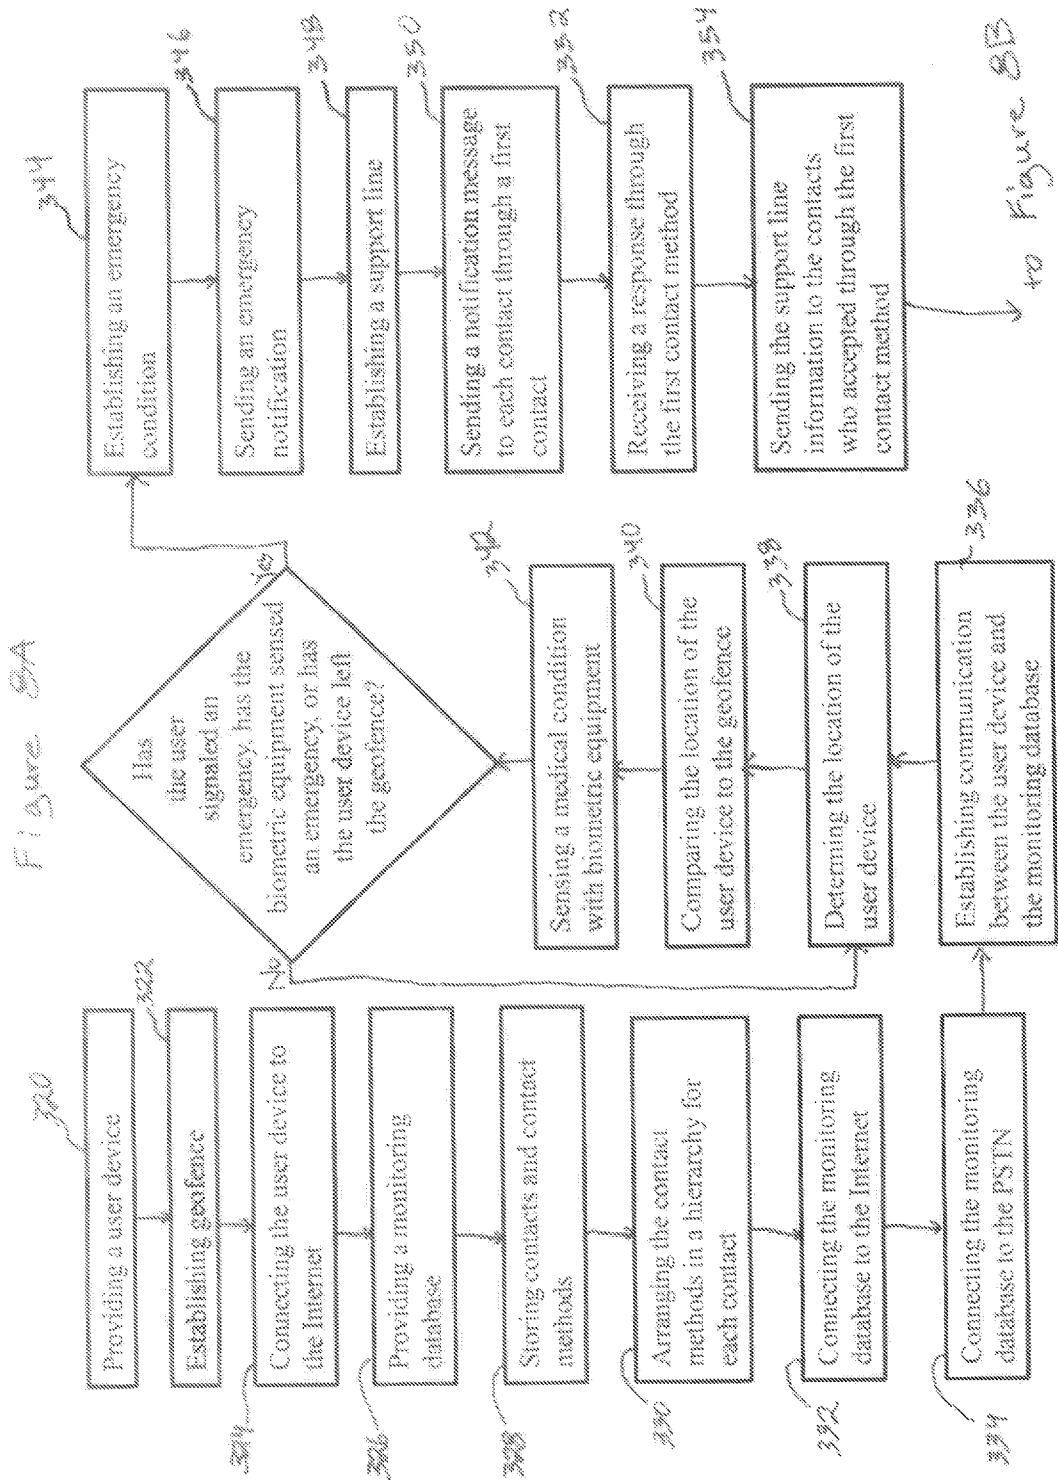 Figure 8A
320
Providing a user device
322
Establishing geofence
324
Connecting the user device to
the Internet
326
Providing a monitoring
database
328
Storing contacts and contact
methods
330
Arranging the contact
methods in a hierarchy for
each contact
332
Connecting the monitoring
database to the Internet
334
Connecting the monitoring
database to the PSTN
336
Establishing communication
between the user device and
the monitoring database
338
Determing the location of the
user device
340
Comparing the location of the
user device to the geofence
342
Sensing a medical condition
with biometric equipment
Has
the user
signaled an
emergency, has the
biometric equipment sensed
an emergency, or has
the user device left
the geofence?
No
Yes
344
Establishing an emergency
condition
346
Sending an emergency
notification
348
Establishing a support line
350
Sending a notification message
to each contact through a first
contact
352
Receiving a response through
the first contact method
354
Sending the support line
information to the contacts
who accepted through the first
contact method
to Figure 8B